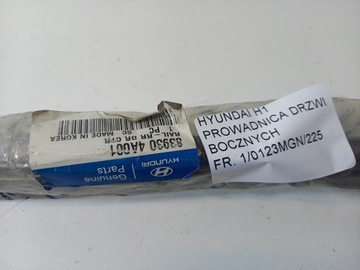 HYUNDAI H1
PROWADNICA DRZWI
BOCZNYCH
FR. 1/0123MGN/225
83930 4A001
RAIL-RR DR CTR
PC
SC MADE IN KOREA
HYUNDAI
Genuine
Parts